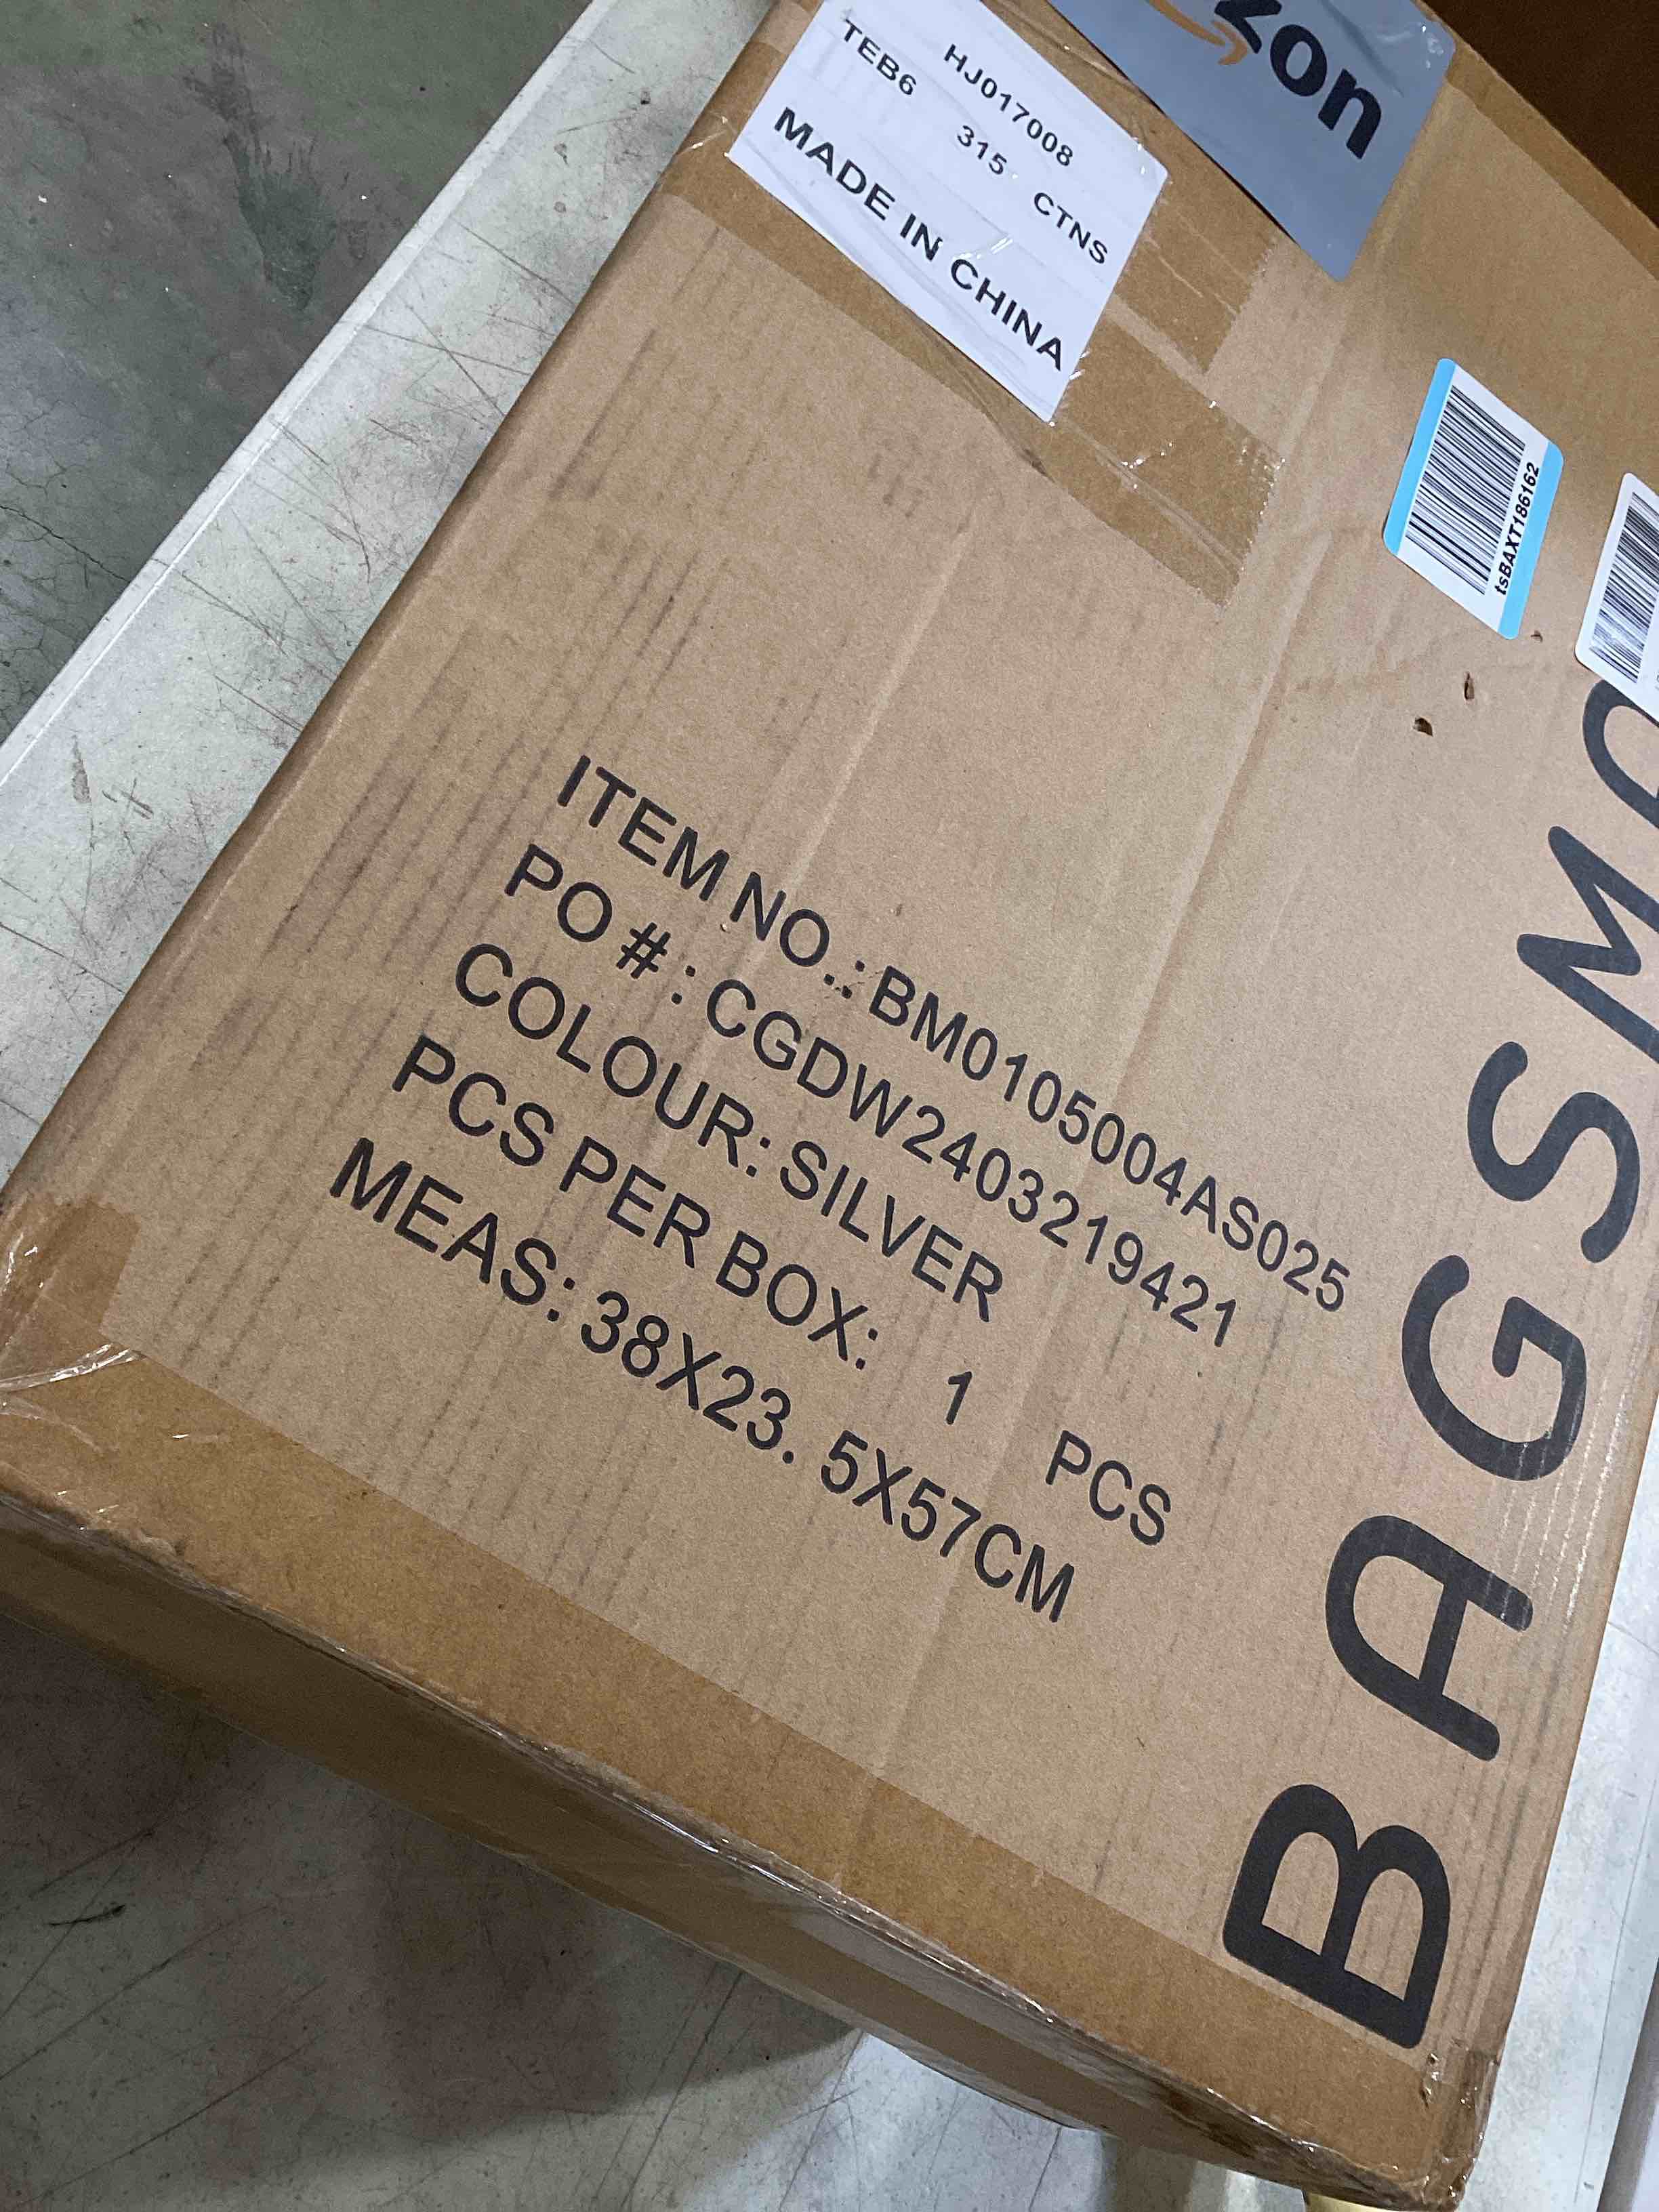 zon
HJ017008
TEB6 315 CTNS
MADE IN CHINA
tsBAXT186162
ITEM NO.: BM0105004AS025
PO #: CGDW2403219421
COLOUR: SILVER
PCS PER BOX: 1 PCS
MEAS: 38X23. 5X57CM
BAGSM